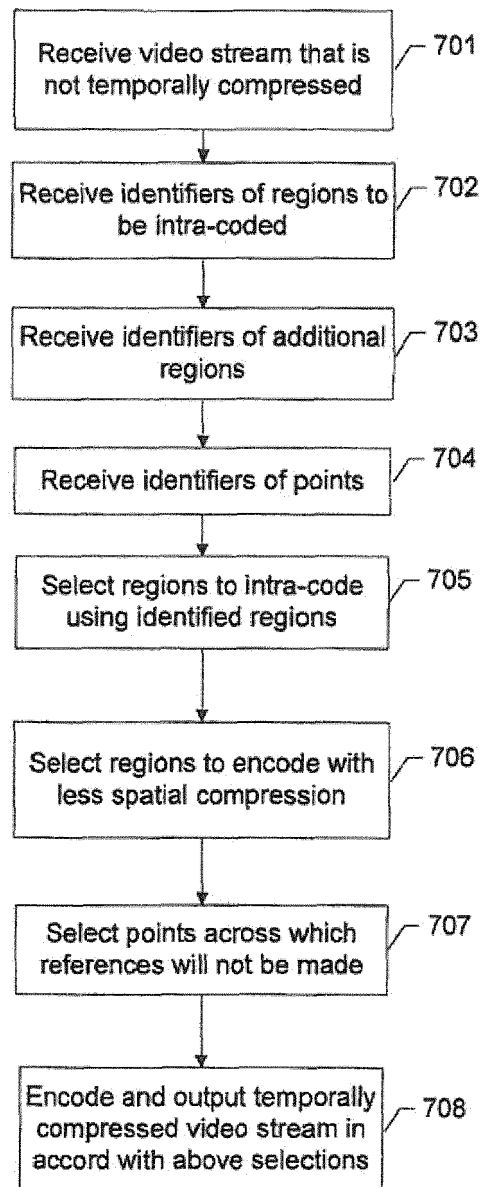 Receive video stream that is
not temporally compressed
701
Receive identifiers of regions to
be intra-coded
702
Receive identifiers of additional
regions
703
Receive identifiers of points
704
Select regions to intra-code
using identified regions
705
Select regions to encode with
less spatial compression
706
Select points across which
references will not be made
707
Encode and output temporally
compressed video stream in
accord with above selections
708